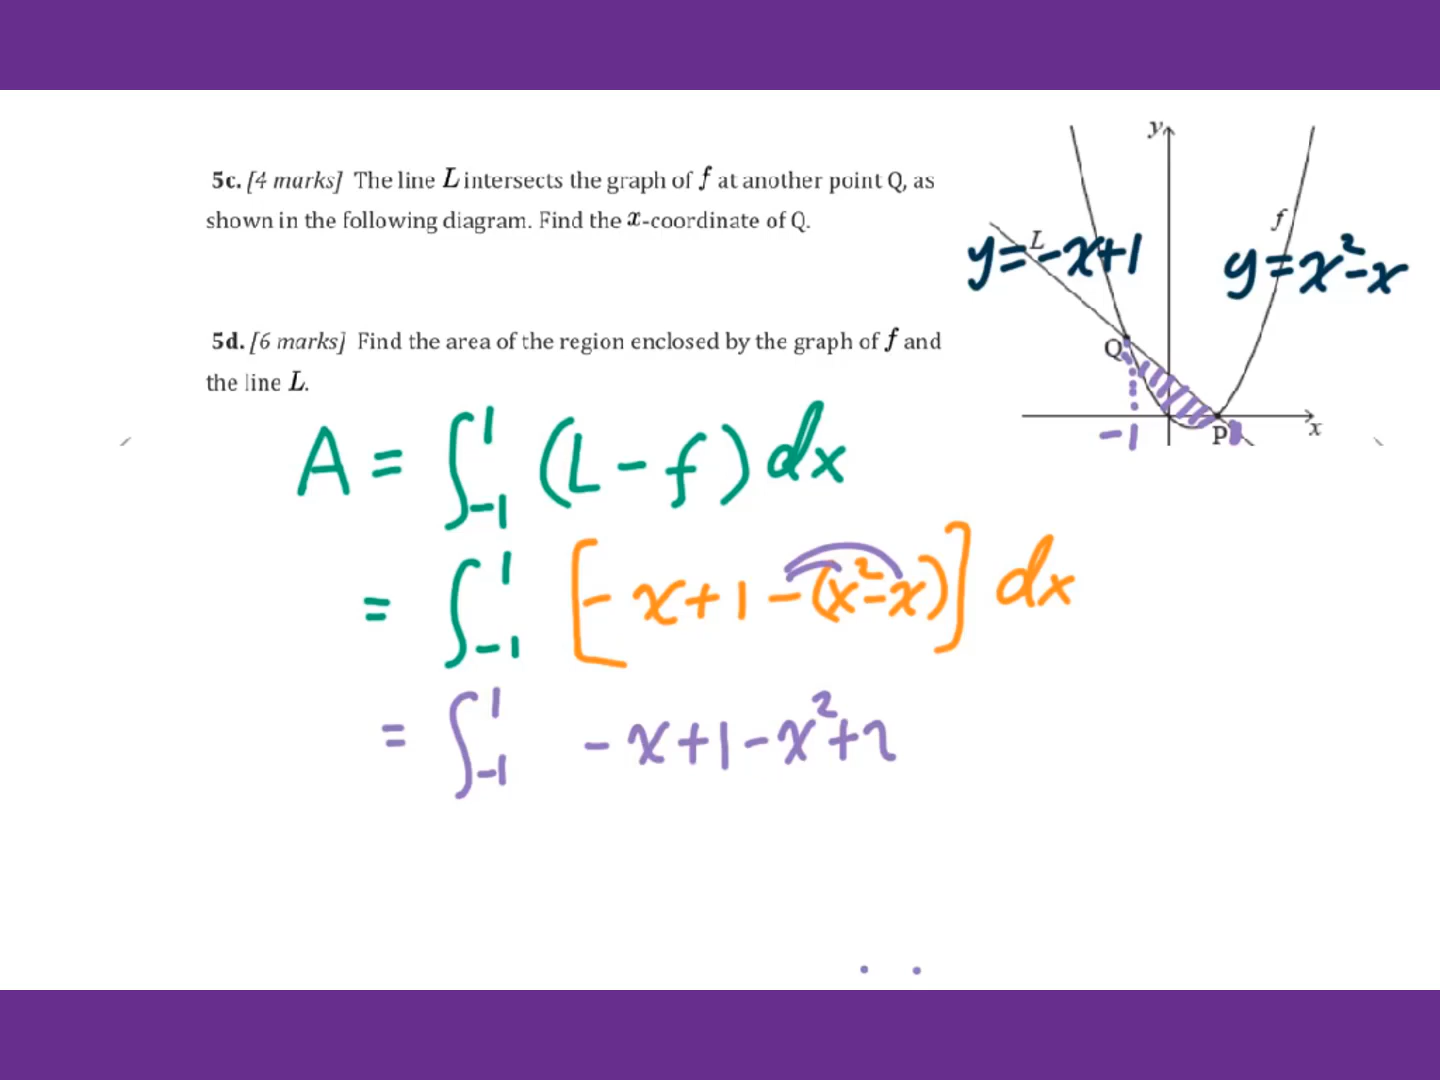 5c. [4 marks] The line L intersects the graph of f at another point Q, as
shown in the following diagram. Find the x-coordinate of Q.
5d. [6 marks] Find the area of the region enclosed by the graph of f and
the line L.
y
f
L
y=-x+1
y=x²-x
Q
-1
P
x
A = ∫₋₁¹ (L-f) dx
= ∫₋₁¹ [-x+1-(x²-x)] dx
= ∫₋₁¹ -x+1-x²+